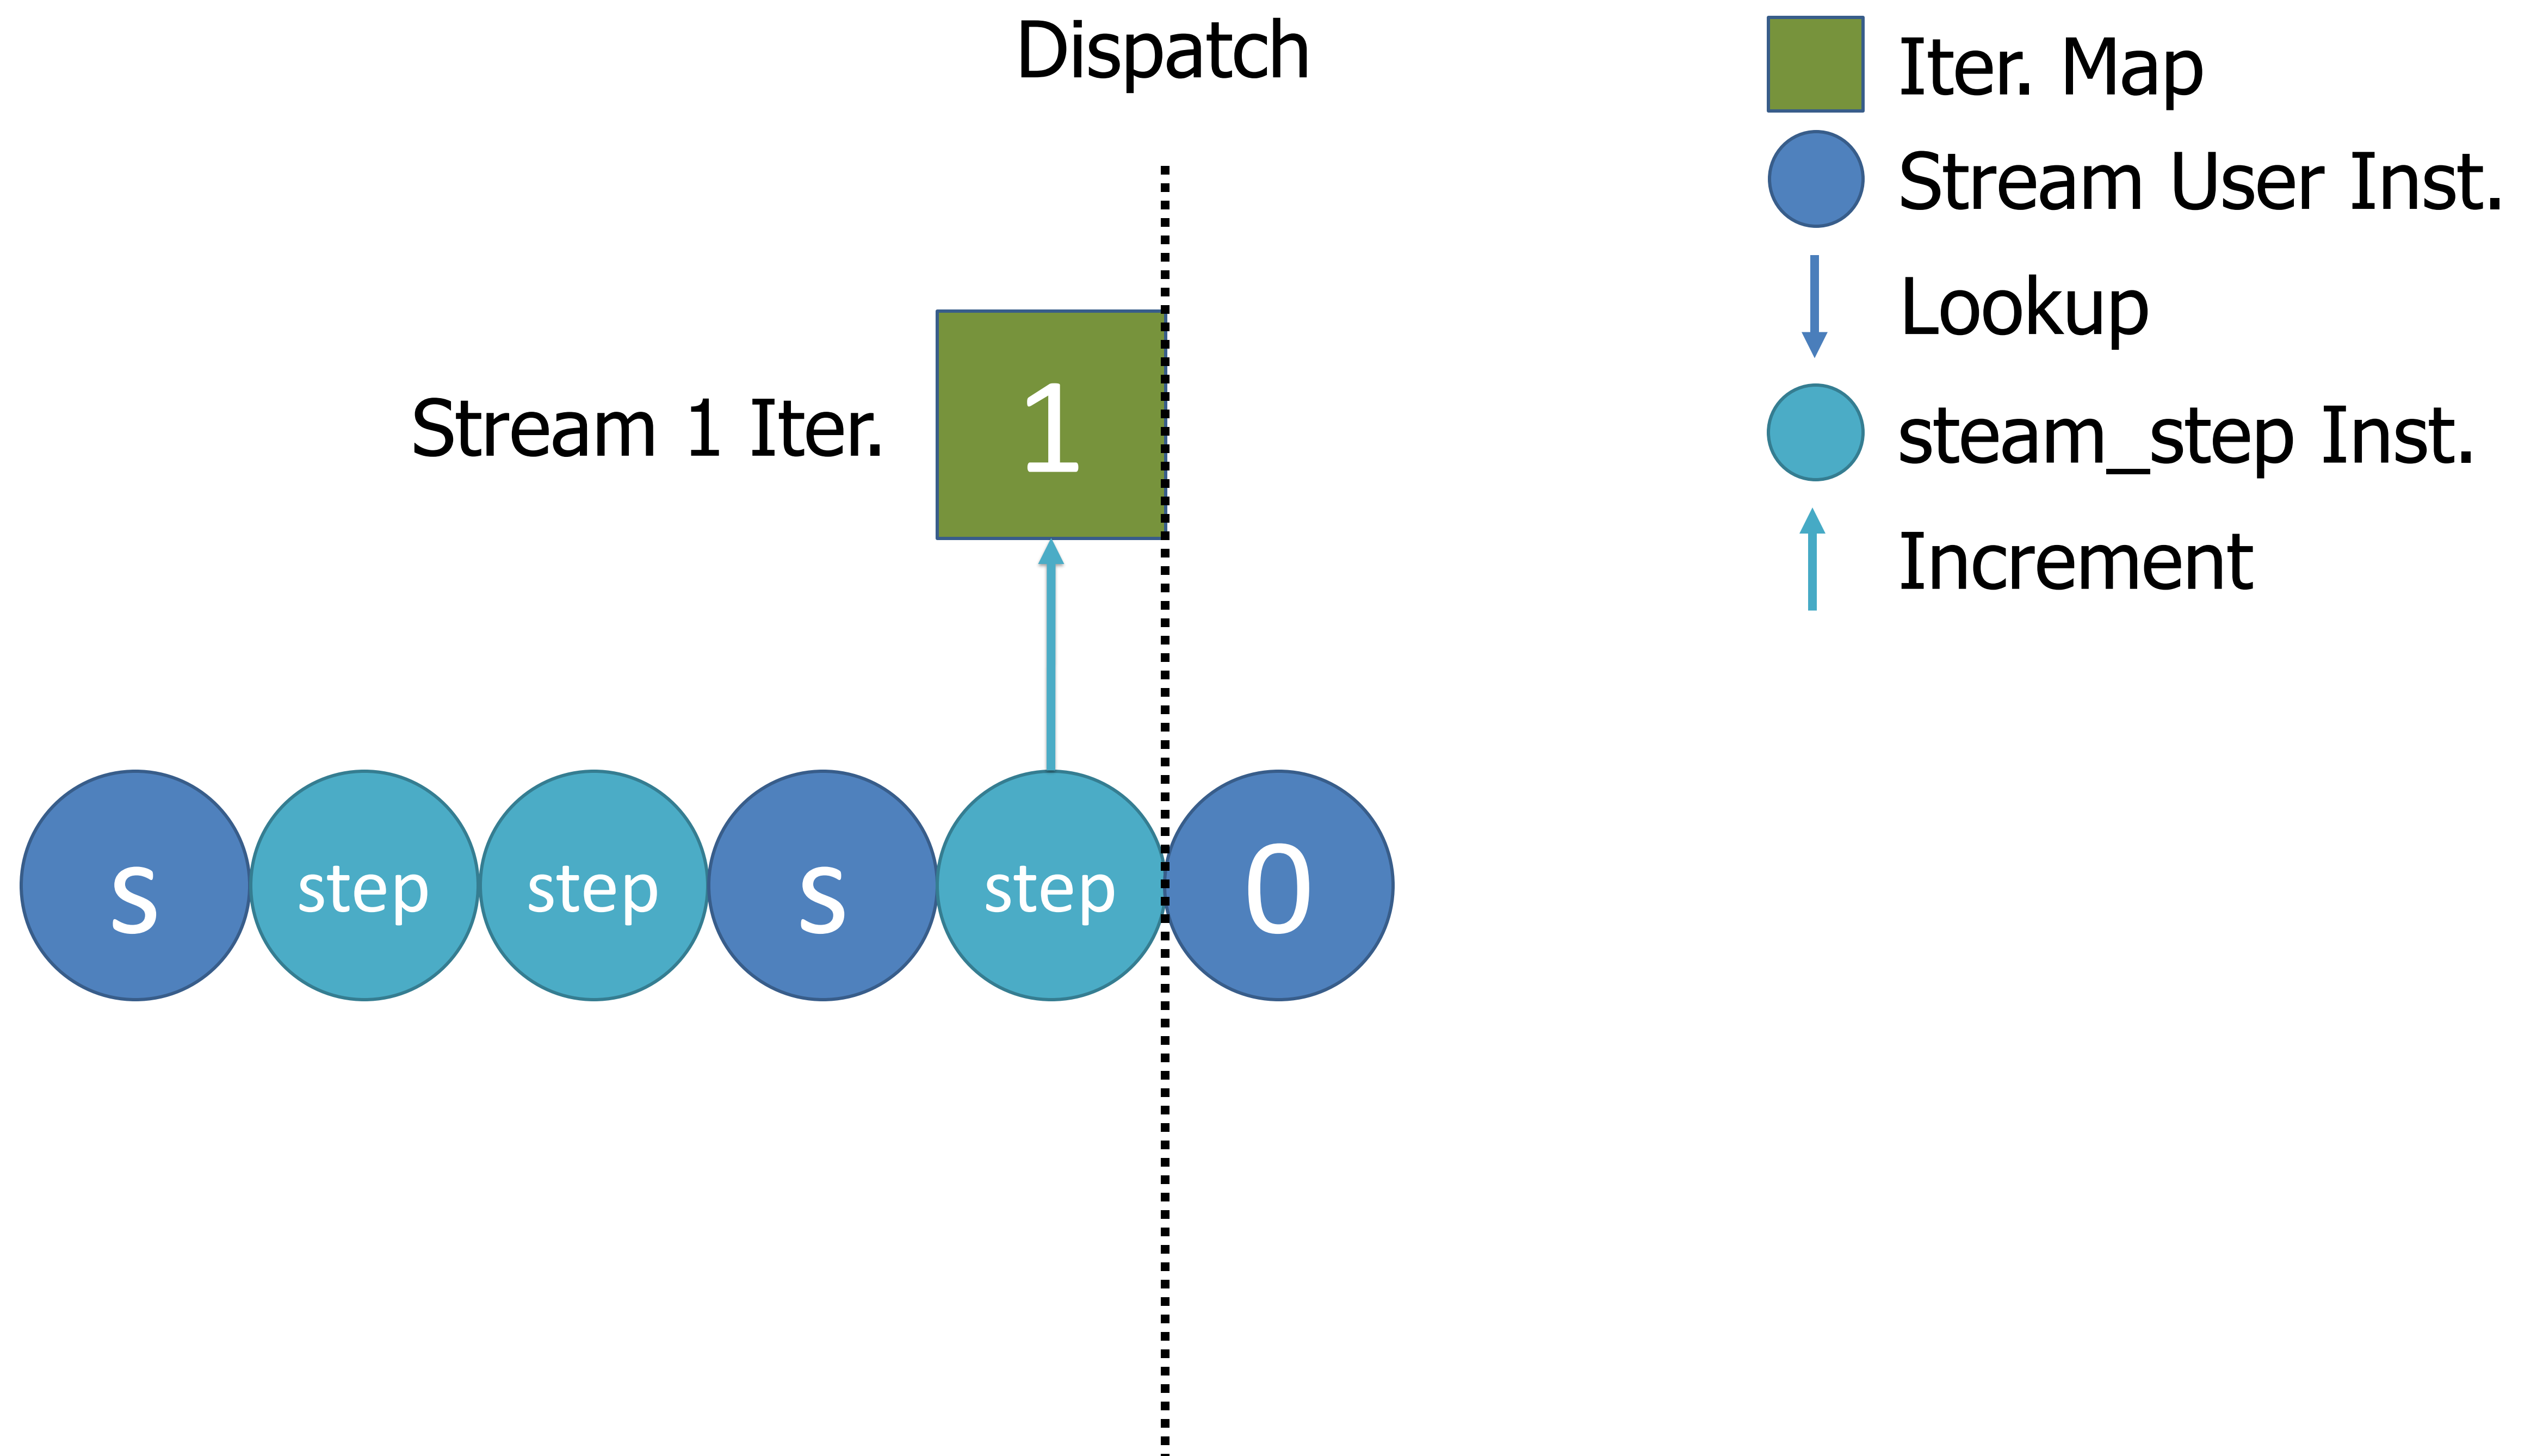 Dispatch
Iter. Map
Stream User Inst.
Lookup
steam_step Inst.
Increment
Stream 1 Iter.
1
s
step
step
s
step
0